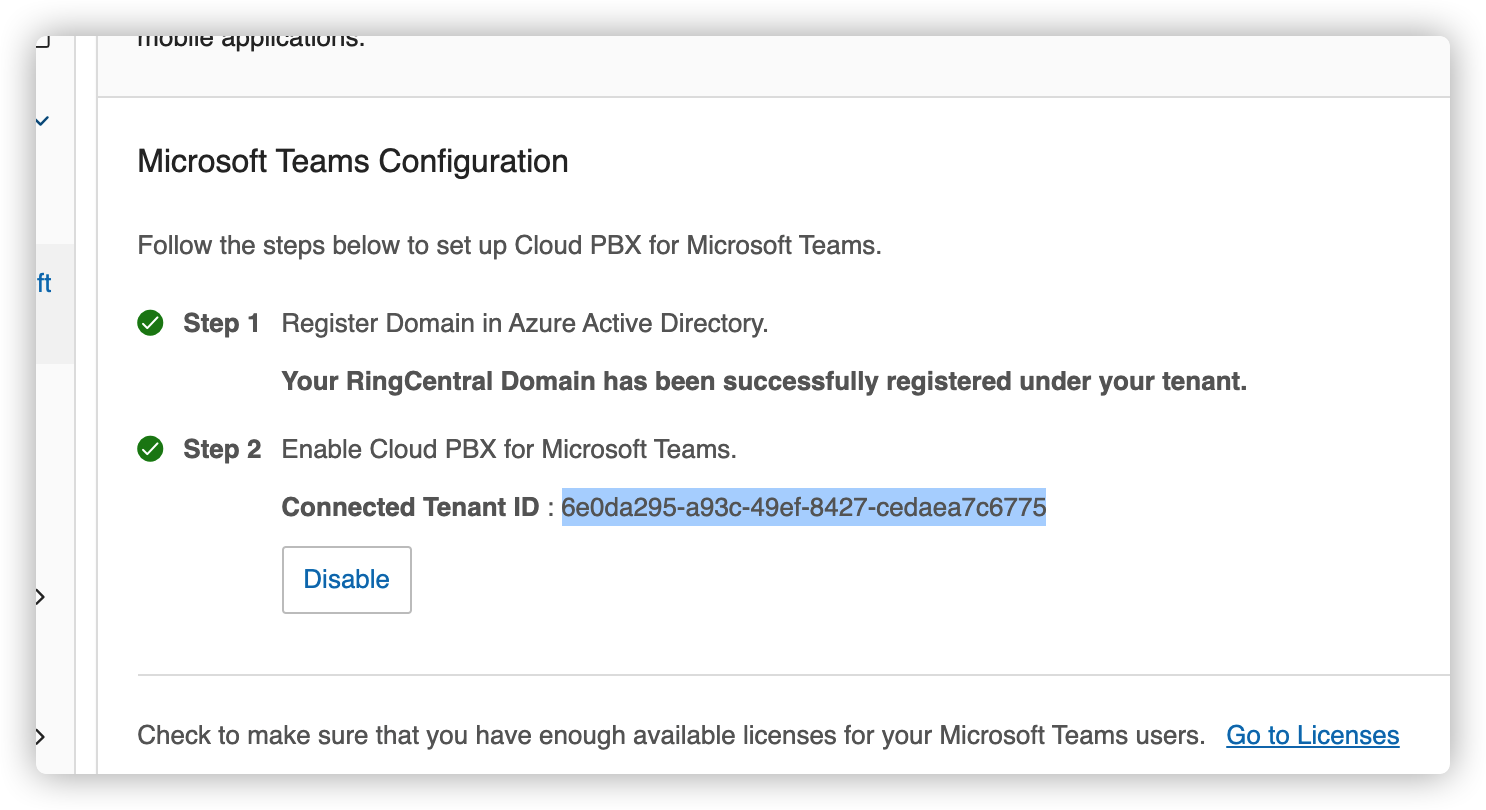 mobile applications.
Microsoft Teams Configuration
Follow the steps below to set up Cloud PBX for Microsoft Teams.
Step 1 Register Domain in Azure Active Directory.
Your RingCentral Domain has been successfully registered under your tenant.
ft
Step 2 Enable Cloud PBX for Microsoft Teams.
Connected Tenant ID : 6e0da295-a93c-49ef-8427-cedaea7c6775
Disable
Check to make sure that you have enough available licenses for your Microsoft Teams users. Go to Licenses